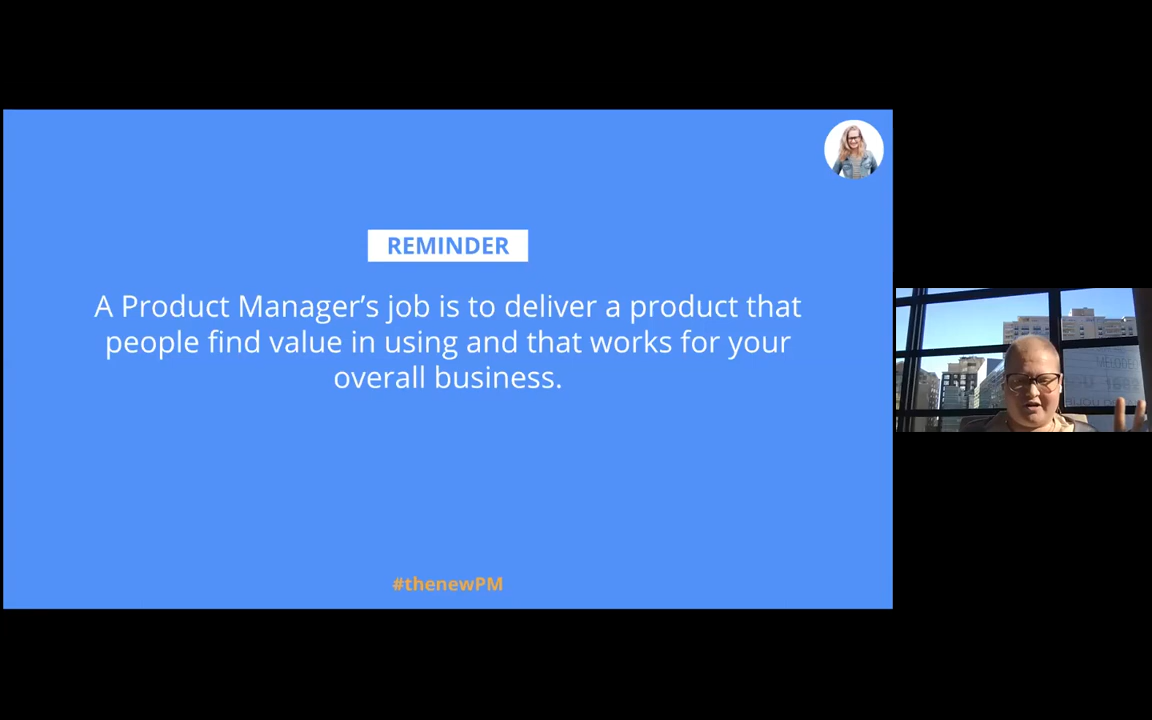 REMINDER
A Product Manager's job is to deliver a product that
people find value in using and that works for your
overall business.
#thenewPM